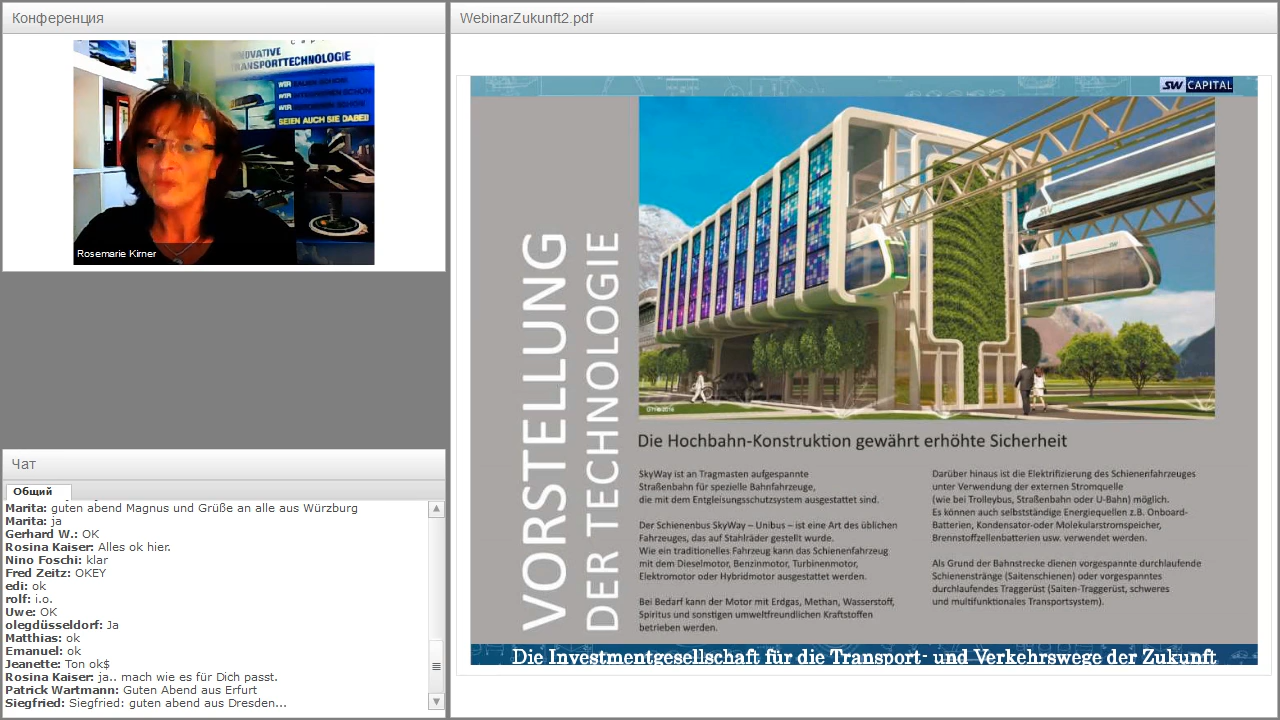 Конференция
INNOVATIVE
TRANSPORTTECHNOLOGIE
WIR
WIR
WIR
SEIEN AUCH SIE DABEI!
Rosemarie Kirner
Чат
Общий
Marita: guten abend Magnus und Grüße an alle aus Würzburg
Marita: ja
Gerhard W.: OK
Rosina Kaiser: Alles ok hier.
Nino Foschi: klar
Fred Zeitz: OKEY
edi: ok
rolf: i.o.
Uwe: OK
olegdüsseldorf: Ja
Matthias: ok
Emanuel: ok
Jeanette: Ton ok$
Rosina Kaiser: ja.. mach wie es für Dich passt.
Patrick Wartmann: Guten Abend aus Erfurt
Siegfried: Siegfried: guten abend aus Dresden...
WebinarZukunft2.pdf
SW CAPITAL
VORSTELLUNG
DER TECHNOLOGIE
Die Hochbahn-Konstruktion gewährt erhöhte Sicherheit
SkyWay ist an Tragmasten aufgespannte
Straßenbahn für spezielle Bahnfahrzeuge,
die mit dem Entgleisungsschutzsystem ausgestattet sind.
Der Schienenbus SkyWay – Unibus – ist eine Art des üblichen
Fahrzeuges, das auf Stahlräder gestellt wurde.
Wie ein traditionelles Fahrzeug kann das Schienenfahrzeug
mit dem Dieselmotor, Benzinmotor, Turbinenmotor,
Elektromotor oder Hybridmotor ausgestattet werden.
Bei Bedarf kann der Motor mit Erdgas, Methan, Wasserstoff,
Spiritus und sonstigen umweltfreundlichen Kraftstoffen
betrieben werden.
Darüber hinaus ist die Elektrifizierung des Schienenfahrzeuges
unter Verwendung der externen Stromquelle
(wie bei Trolleybus, Straßenbahn oder U-Bahn) möglich.
Es können auch selbstständige Energiequellen z.B. Onboard-
Batterien, Kondensator-oder Molekularstromspeicher,
Brennstoffzellenbatterien usw. verwendet werden.
Als Grund der Bahnstrecke dienen vorgespannte durchlaufende
Schienenstränge (Saitenschienen) oder vorgespanntes
durchlaufendes Traggerüst (Saiten-Traggerüst, schweres
und multifunktionales Transportsystem).
Die Investmentgesellschaft für die Transport- und Verkehrswege der Zukunft